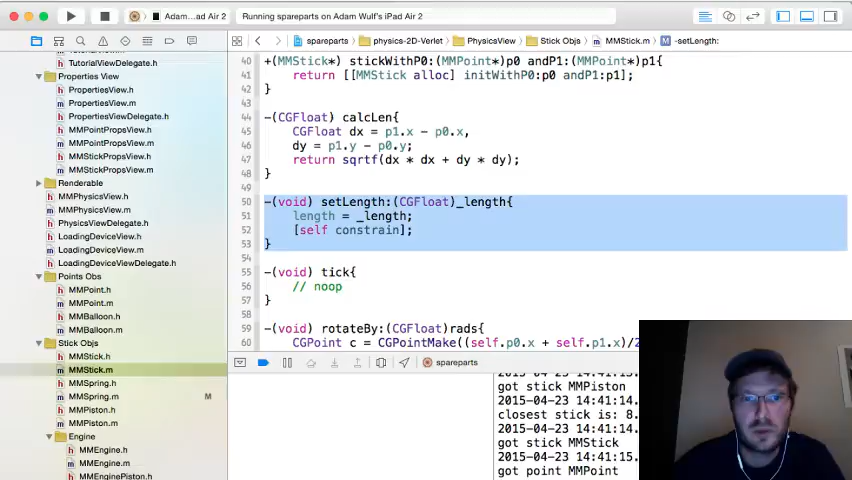 Adam...ad Air 2
Running spareparts on Adam Wulf's iPad Air 2
spareparts
physics-2D-Verlet
PhysicsView
Stick Objs
MMStick.m
M
-setLength:
TutorialViewDelegate.h
Properties View
PropertiesView.h
PropertiesView.m
PropertiesViewDelegate.h
MMPointPropsView.h
MMPointPropsView.m
MMStickPropsView.h
MMStickPropsView.m
Renderable
MMPhysicsView.h
MMPhysicsView.m
PhysicsViewDelegate.h
LoadingDeviceView.h
LoadingDeviceView.m
LoadingDeviceViewDelegate.h
Points Obs
MMPoint.h
MMPoint.m
MMBalloon.h
MMBalloon.m
Stick Objs
MMStick.h
MMStick.m
MMSpring.h
MMSpring.m M
MMPiston.h
MMPiston.m
Engine
MMEngine.h
MMEngine.m
MMEnginePiston.h
40 +(MMStick*) stickWithP0:(MMPoint*)p0 andP1:(MMPoint*)p1{
41 return [[MMStick alloc] initWithP0:p0 andP1:p1];
42 }
43
44 -(CGFloat) calcLen{
45 CGFloat dx = p1.x - p0.x,
46 dy = p1.y - p0.y;
47 return sqrtf(dx * dx + dy * dy);
48 }
49
50 -(void) setLength:(CGFloat)_length{
51 length = _length;
52 [self constrain];
53 }
54
55 -(void) tick{
56 // noop
57 }
58
59 -(void) rotateBy:(CGFloat)rads{
60 CGPoint c = CGPointMake((self.p0.x + self.p1.x)/2
spareparts
2015-04-23 14:41:13.
got stick MMPiston
2015-04-23 14:41:14.
closest stick is: 8.
2015-04-23 14:41:14.
got stick MMStick
2015-04-23 14:41:15.
got point MMPoint